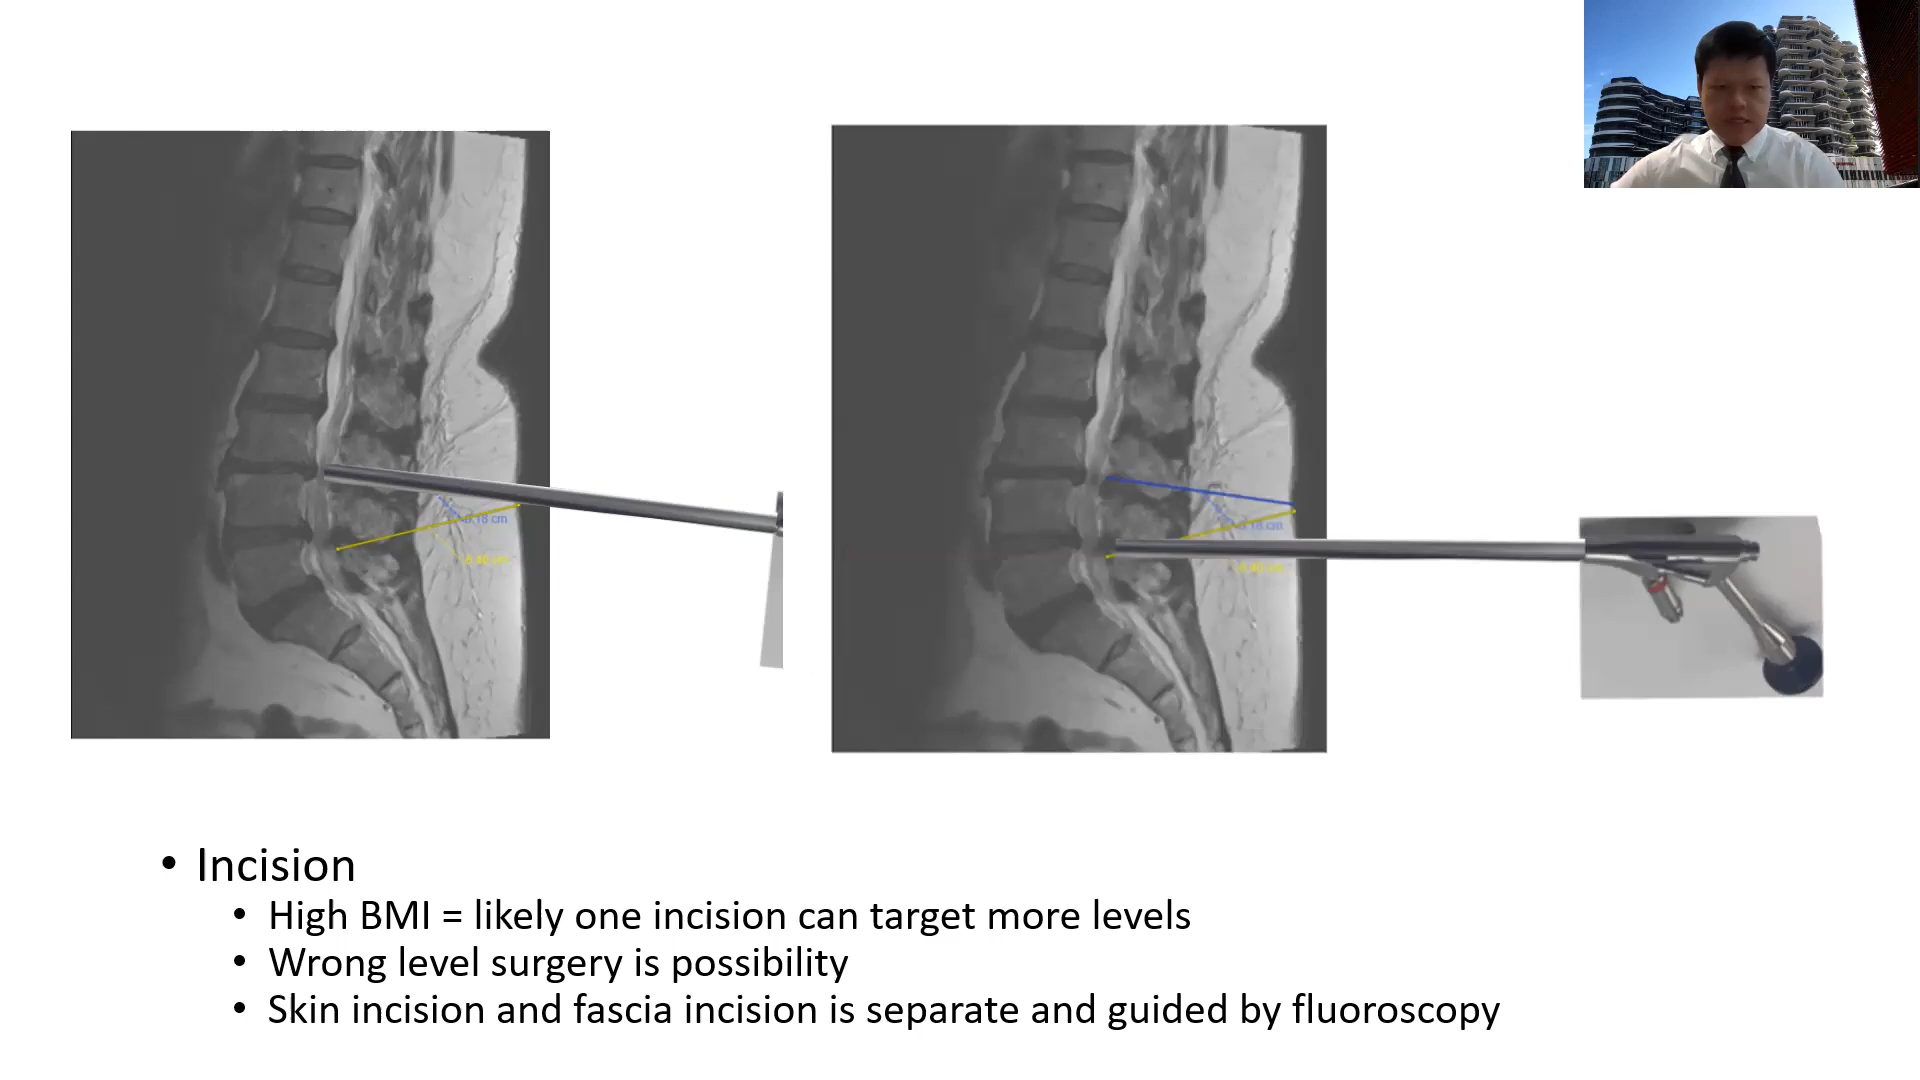 • Incision
• High BMI = likely one incision can target more levels
• Wrong level surgery is possibility
• Skin incision and fascia incision is separate and guided by fluoroscopy